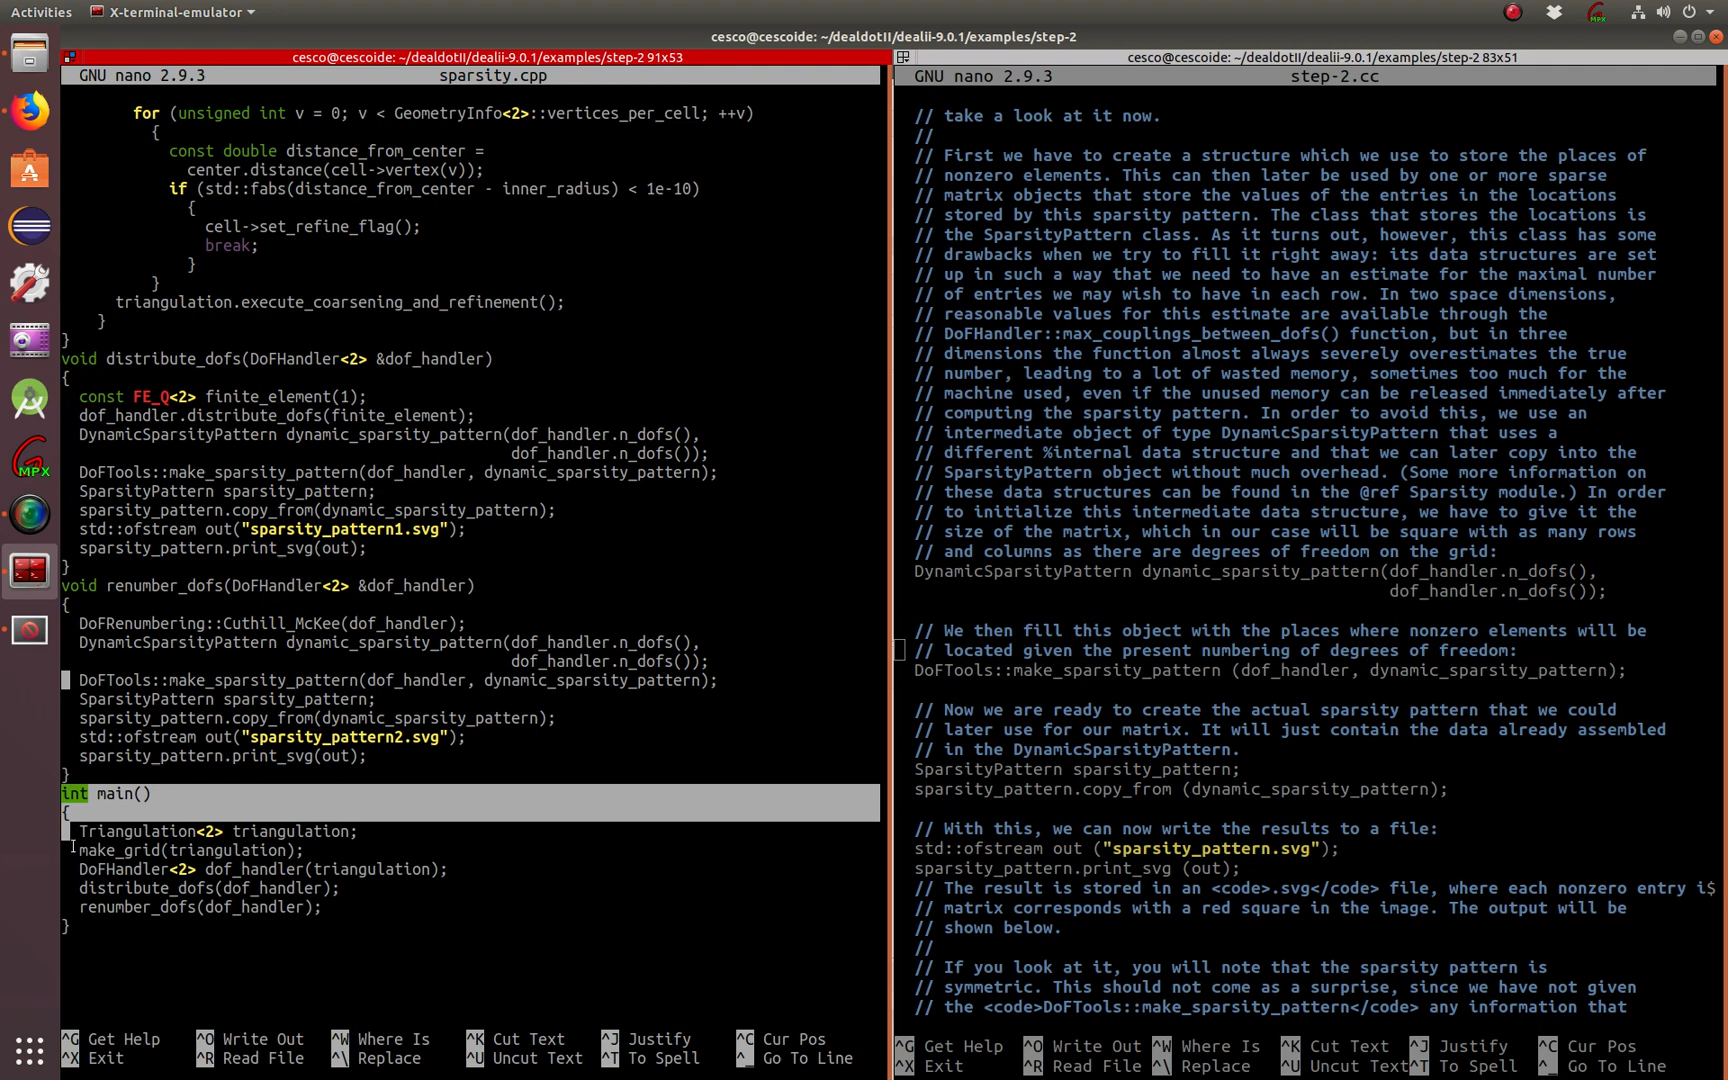 Activities
X-terminal-emulator
cesco@cescoide: ~/dealdotII/dealii-9.0.1/examples/step-2
cesco@cescoide: ~/dealdotII/dealii-9.0.1/examples/step-2 91x53
GNU nano 2.9.3 sparsity.cpp
for (unsigned int v = 0; v < GeometryInfo<2>::vertices_per_cell; ++v)
{
const double distance_from_center =
center.distance(cell->vertex(v));
if (std::fabs(distance_from_center - inner_radius) < 1e-10)
{
cell->set_refine_flag();
break;
}
}
triangulation.execute_coarsening_and_refinement();
}
}
void distribute_dofs(DoFHandler<2> &dof_handler)
{
const FE_Q<2> finite_element(1);
dof_handler.distribute_dofs(finite_element);
DynamicSparsityPattern dynamic_sparsity_pattern(dof_handler.n_dofs(),
dof_handler.n_dofs());
DoFTools::make_sparsity_pattern(dof_handler, dynamic_sparsity_pattern);
SparsityPattern sparsity_pattern;
sparsity_pattern.copy_from(dynamic_sparsity_pattern);
std::ofstream out("sparsity_pattern1.svg");
sparsity_pattern.print_svg(out);
}
void renumber_dofs(DoFHandler<2> &dof_handler)
{
DoFRenumbering::Cuthill_McKee(dof_handler);
DynamicSparsityPattern dynamic_sparsity_pattern(dof_handler.n_dofs(),
dof_handler.n_dofs());
DoFTools::make_sparsity_pattern(dof_handler, dynamic_sparsity_pattern);
SparsityPattern sparsity_pattern;
sparsity_pattern.copy_from(dynamic_sparsity_pattern);
std::ofstream out("sparsity_pattern2.svg");
sparsity_pattern.print_svg(out);
}
int main()
{
Triangulation<2> triangulation;
make_grid(triangulation);
DoFHandler<2> dof_handler(triangulation);
distribute_dofs(dof_handler);
renumber_dofs(dof_handler);
}
^G Get Help ^O Write Out ^W Where Is ^K Cut Text ^J Justify ^C Cur Pos
^X Exit ^R Read File ^\ Replace ^U Uncut Text ^T To Spell ^_ Go To Line
cesco@cescoide: ~/dealdotII/dealii-9.0.1/examples/step-2 83x51
GNU nano 2.9.3 step-2.cc
// take a look at it now.
//
// First we have to create a structure which we use to store the places of
// nonzero elements. This can then later be used by one or more sparse
// matrix objects that store the values of the entries in the locations
// stored by this sparsity pattern. The class that stores the locations is
// the SparsityPattern class. As it turns out, however, this class has some
// drawbacks when we try to fill it right away: its data structures are set
// up in such a way that we need to have an estimate for the maximal number
// of entries we may wish to have in each row. In two space dimensions,
// reasonable values for this estimate are available through the
// DoFHandler::max_couplings_between_dofs() function, but in three
// dimensions the function almost always severely overestimates the true
// number, leading to a lot of wasted memory, sometimes too much for the
// machine used, even if the unused memory can be released immediately after
// computing the sparsity pattern. In order to avoid this, we use an
// intermediate object of type DynamicSparsityPattern that uses a
// different %internal data structure and that we can later copy into the
// SparsityPattern object without much overhead. (Some more information on
// these data structures can be found in the @ref Sparsity module.) In order
// to initialize this intermediate data structure, we have to give it the
// size of the matrix, which in our case will be square with as many rows
// and columns as there are degrees of freedom on the grid:
DynamicSparsityPattern dynamic_sparsity_pattern(dof_handler.n_dofs(),
dof_handler.n_dofs());
// We then fill this object with the places where nonzero elements will be
// located given the present numbering of degrees of freedom:
DoFTools::make_sparsity_pattern (dof_handler, dynamic_sparsity_pattern);
// Now we are ready to create the actual sparsity pattern that we could
// later use for our matrix. It will just contain the data already assembled
// in the DynamicSparsityPattern.
SparsityPattern sparsity_pattern;
sparsity_pattern.copy_from (dynamic_sparsity_pattern);
// With this, we can now write the results to a file:
std::ofstream out ("sparsity_pattern.svg");
sparsity_pattern.print_svg (out);
// The result is stored in an <code>.svg</code> file, where each nonzero entry i$
// matrix corresponds with a red square in the image. The output will be
// shown below.
//
// If you look at it, you will note that the sparsity pattern is
// symmetric. This should not come as a surprise, since we have not given
// the <code>DoFTools::make_sparsity_pattern</code> any information that
^G Get Help ^O Write Out ^W Where Is ^K Cut Text ^J Justify ^C Cur Pos
^X Exit ^R Read File ^\ Replace ^U Uncut Text^T To Spell ^_ Go To Line
MPX
MPX